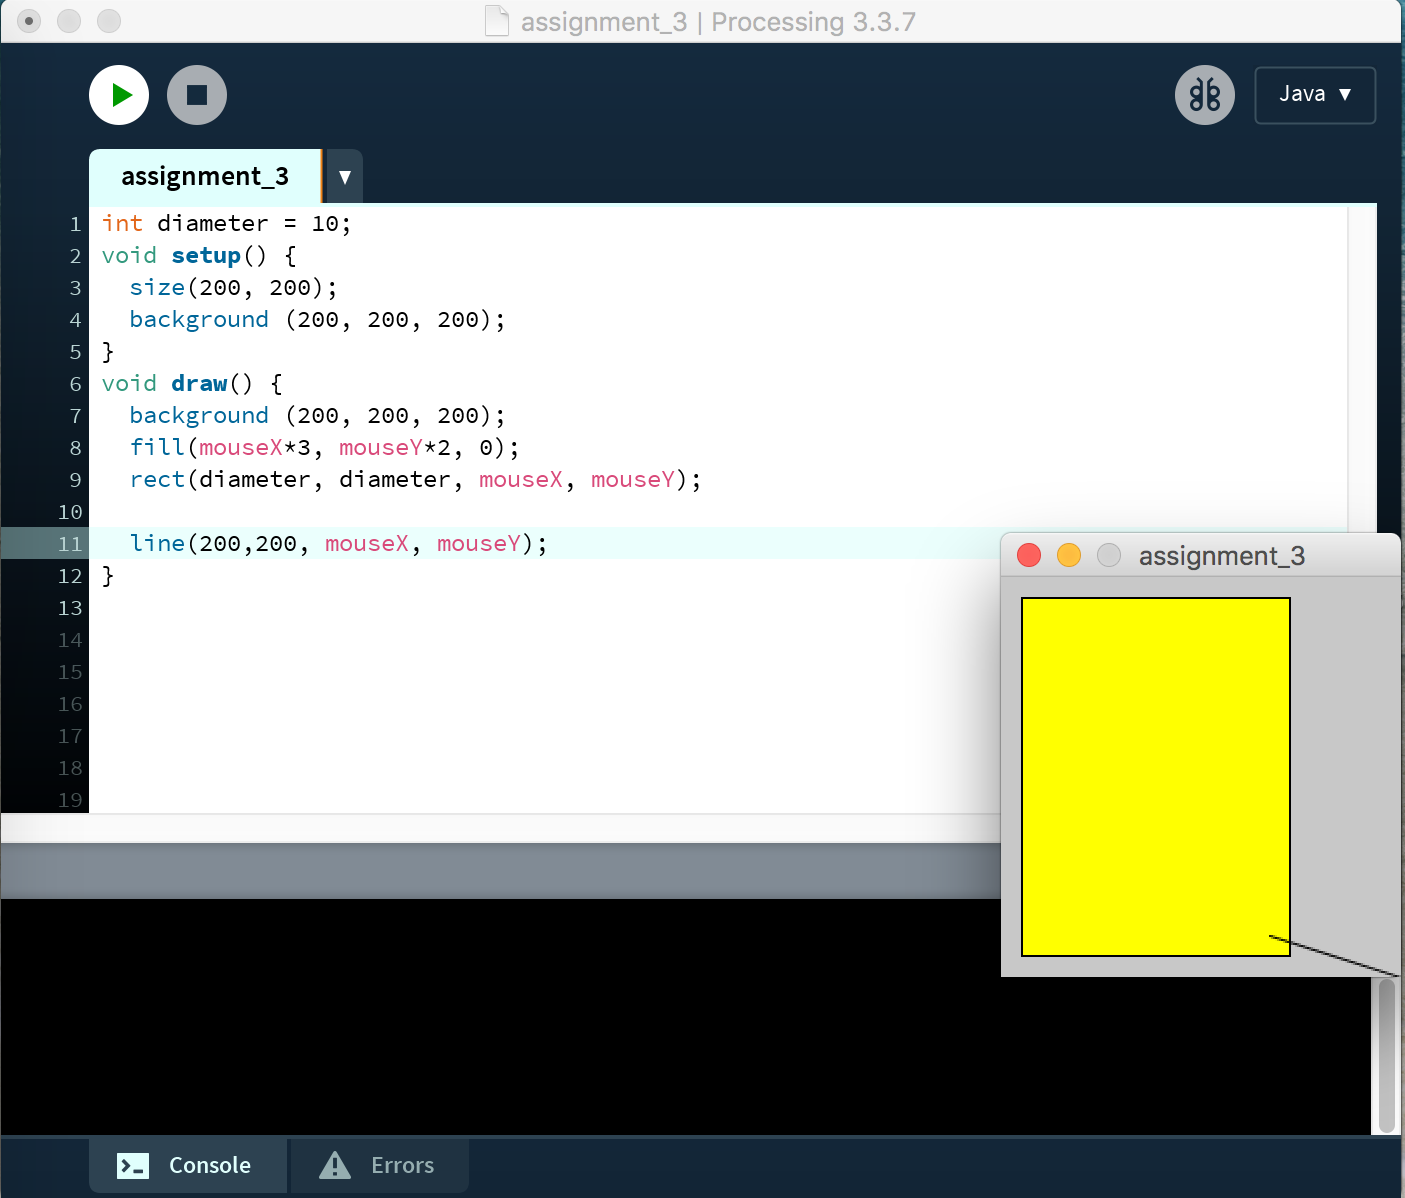 assignment_3 | Processing 3.3.7
Java ▼
assignment_3 ▼
1 int diameter = 10;
2 void setup() {
3   size(200, 200);
4   background (200, 200, 200);
5 }
6 void draw() {
7   background (200, 200, 200);
8   fill(mouseX*3, mouseY*2, 0);
9   rect(diameter, diameter, mouseX, mouseY);
10
11   line(200,200, mouseX, mouseY);
12 }
13
14
15
16
17
18
19
assignment_3
Console
Errors